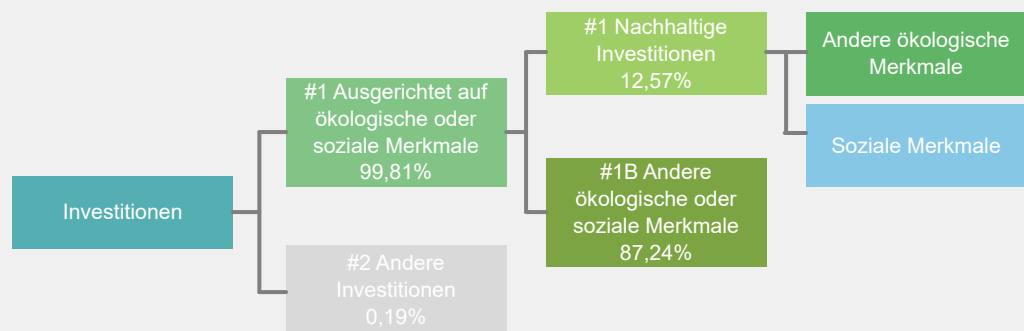 Investitionen
#1 Ausgerichtet auf
ökologische oder
soziale Merkmale
99,81%
#2 Andere
Investitionen
0,19%
#1 Nachhaltige
Investitionen
12,57%
#1B Andere
ökologische oder
soziale Merkmale
87,24%
Andere ökologische
Merkmale
Soziale Merkmale